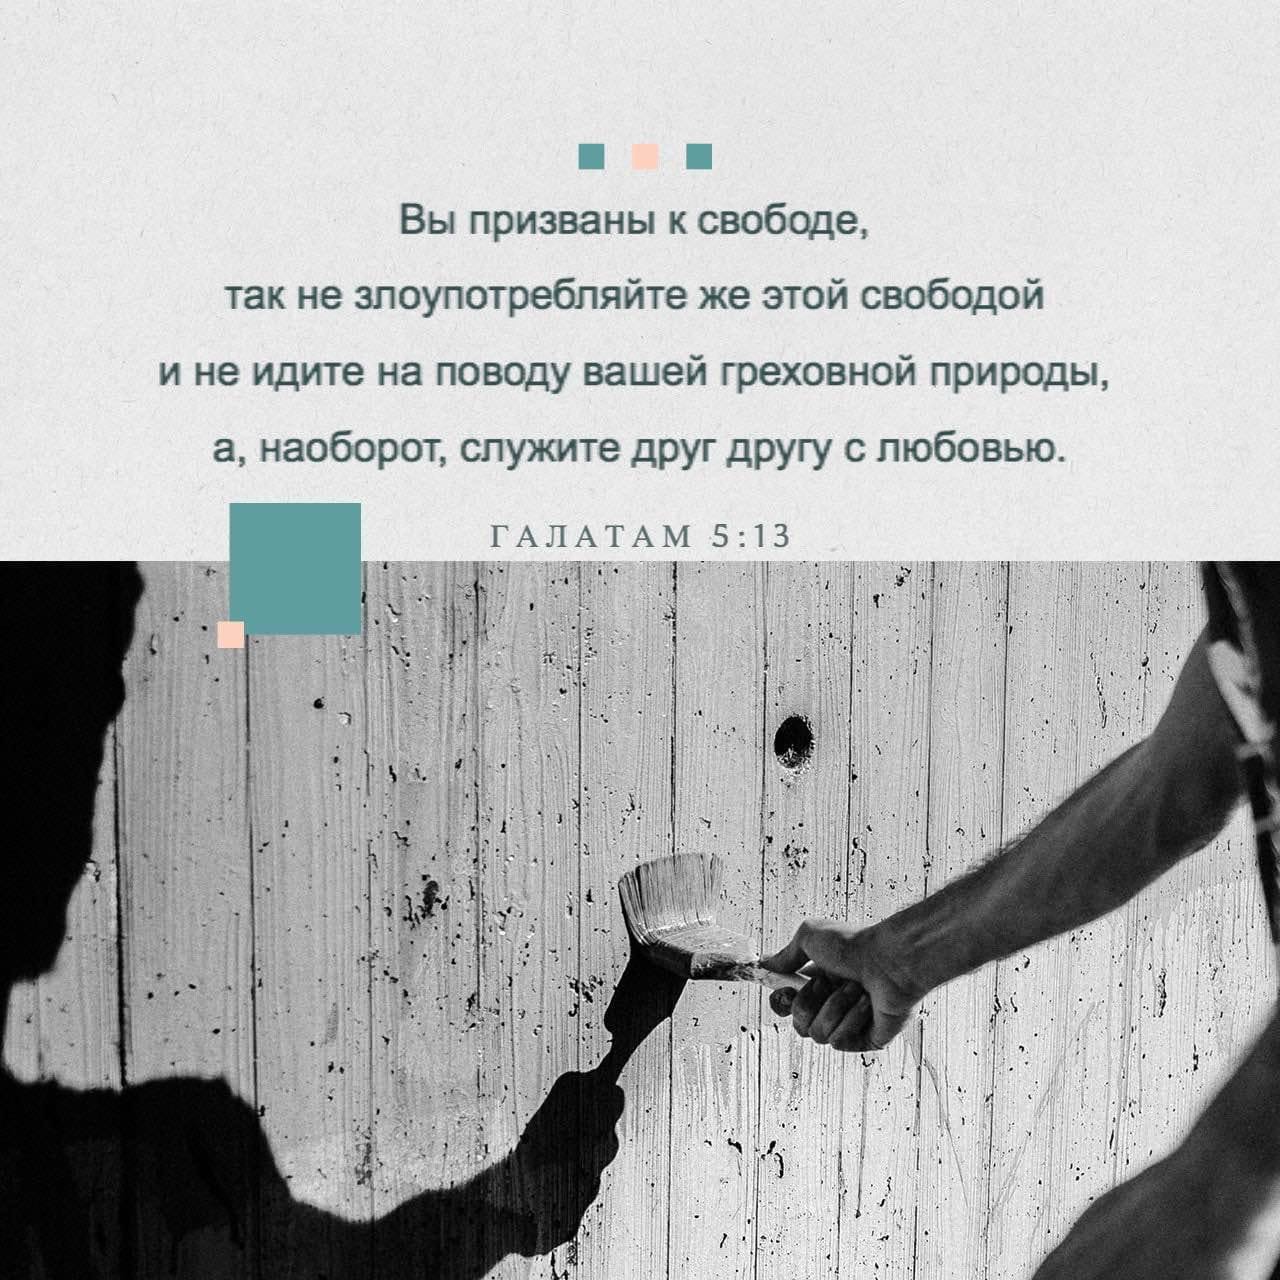 Вы призваны к свободе,
так не злоупотребляйте же этой свободой
и не идите на поводу вашей греховной природы,
а, наоборот, служите друг другу с любовью.
ГАЛАТАМ 5:13